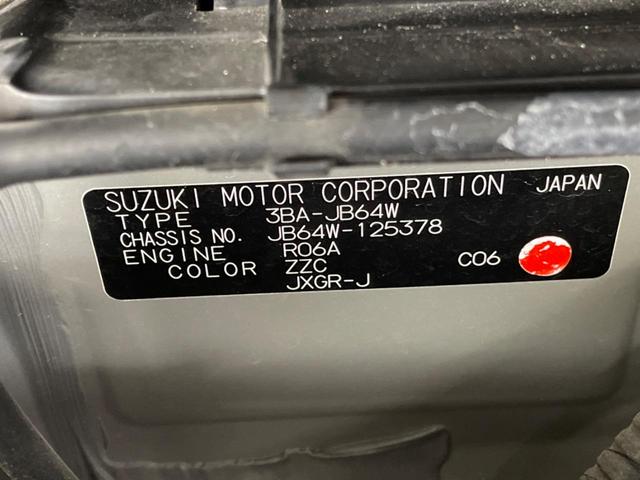 SUZUKI MOTOR CORPORATION JAPAN
TYPE 3BA-JB64W
CHASSIS NO. JB64W-125378
ENGINE R06A
COLOR ZZC C06
JXGR-J